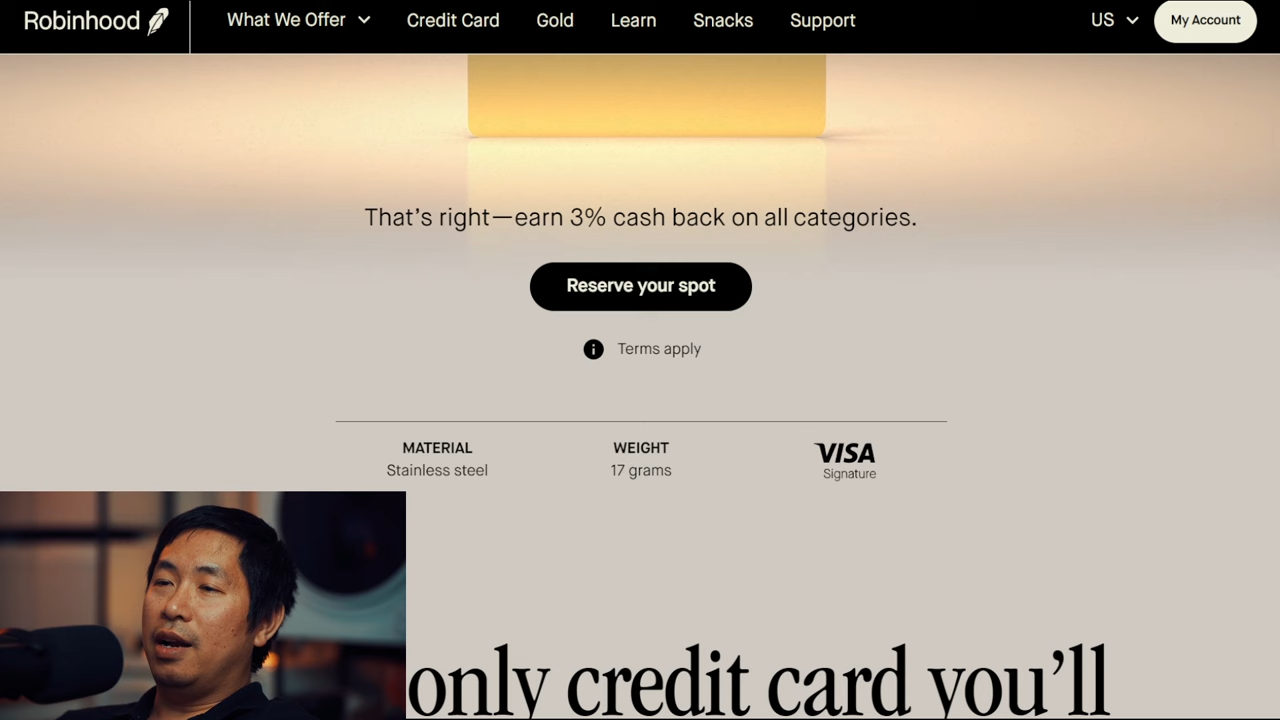 Robinhood What We Offer Credit Card Gold Learn Snacks Support US My Account
That’s right—earn 3% cash back on all categories.
Reserve your spot
Terms apply
MATERIAL WEIGHT VISA
Stainless steel 17 grams Signature
only credit card you’ll